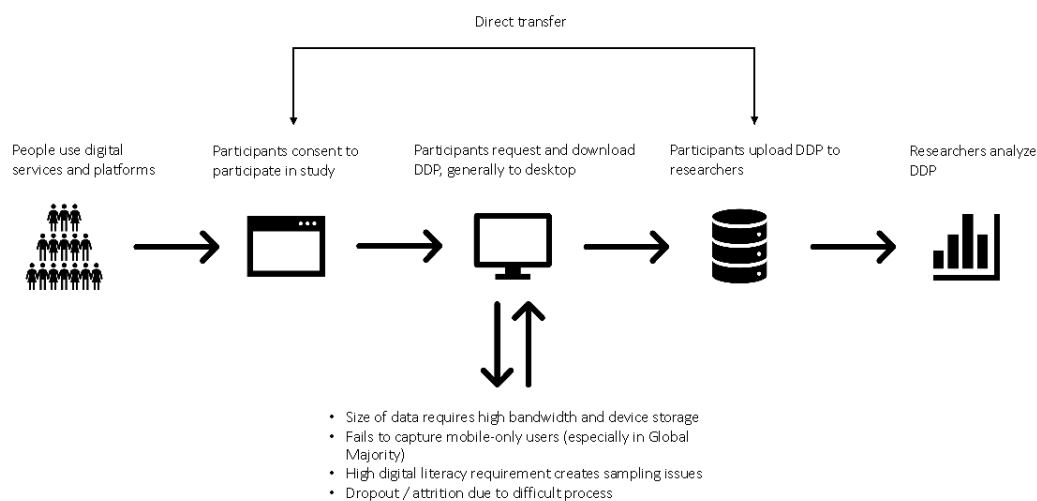 Direct transfer
People use digital
services and platforms
Participants consent to
participate in study
Participants request and download
DDP, generally to desktop
Participants upload DDP to
researchers
Researchers analyze
DDP
• Size of data requires high bandwidth and device storage
• Fails to capture mobile-only users (especially in Global
Majority)
• High digital literacy requirement creates sampling issues
• Dropout / attrition due to difficult process